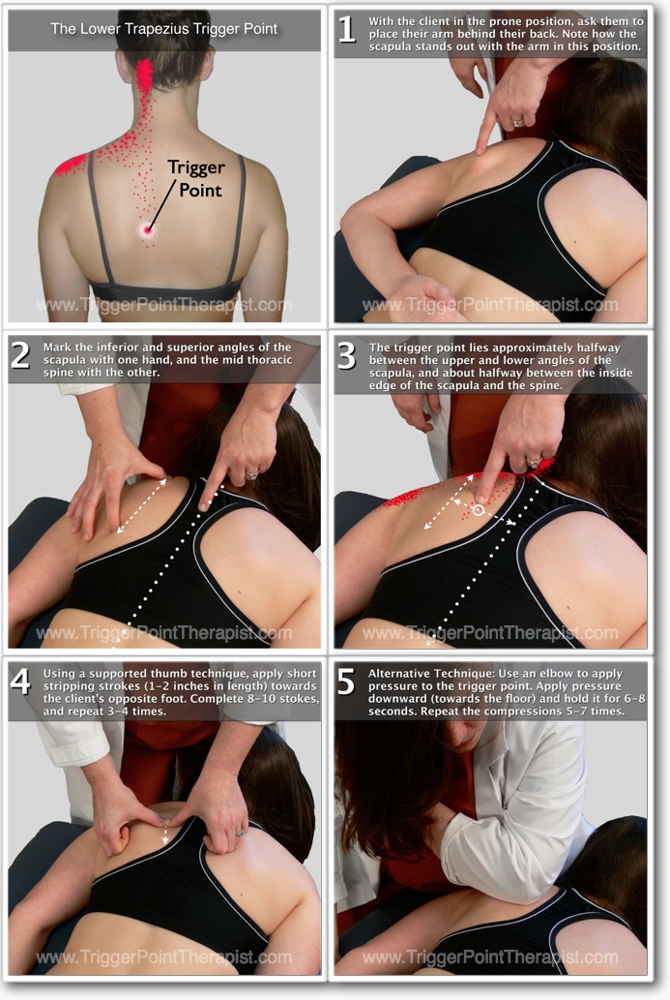 The Lower Trapezius Trigger Point
Trigger
Point
www.TriggerPointTherapist.com
1
With the client in the prone position, ask them to
place their arm behind their back. Note how the
scapula stands out with the arm in this position.
www.TriggerPointTherapist.com
2
Mark the inferior and superior angles of the
scapula with one hand, and the mid thoracic
spine with the other.
www.TriggerPointTherapist.com
3
The trigger point lies approximately halfway
between the upper and lower angles of the
scapula, and about halfway between the inside
edge of the scapula and the spine.
www.TriggerPointTherapist.com
4
Using a supported thumb technique, apply short
stripping strokes (1-2 inches in length) towards
the client's opposite foot. Complete 8-10 stokes,
and repeat 3-4 times.
www.TriggerPointTherapist.com
5
Alternative Technique: Use an elbow to apply
pressure to the trigger point. Apply pressure
downward (towards the floor) and hold it for 6-8
seconds. Repeat the compressions 5-7 times.
www.TriggerPointTherapist.com